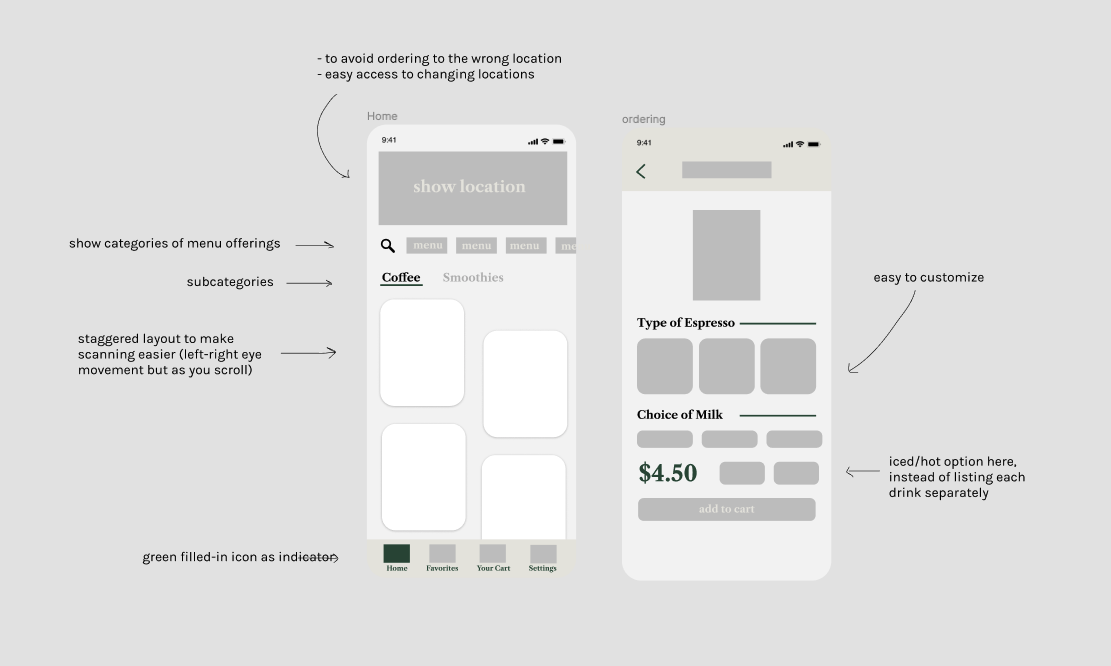 - to avoid ordering to the wrong location
- easy access to changing locations
Home
9:41
show location
show categories of menu offerings
menu menu menu me
subcategories
Coffee Smoothies
staggered layout to make
scanning easier (left-right eye
movement but as you scroll)
green filled-in icon as indicator
Home Favorites Your Cart Settings
ordering
9:41
easy to customize
Type of Espresso
Choice of Milk
$4.50
iced/hot option here,
instead of listing each
drink separately
add to cart